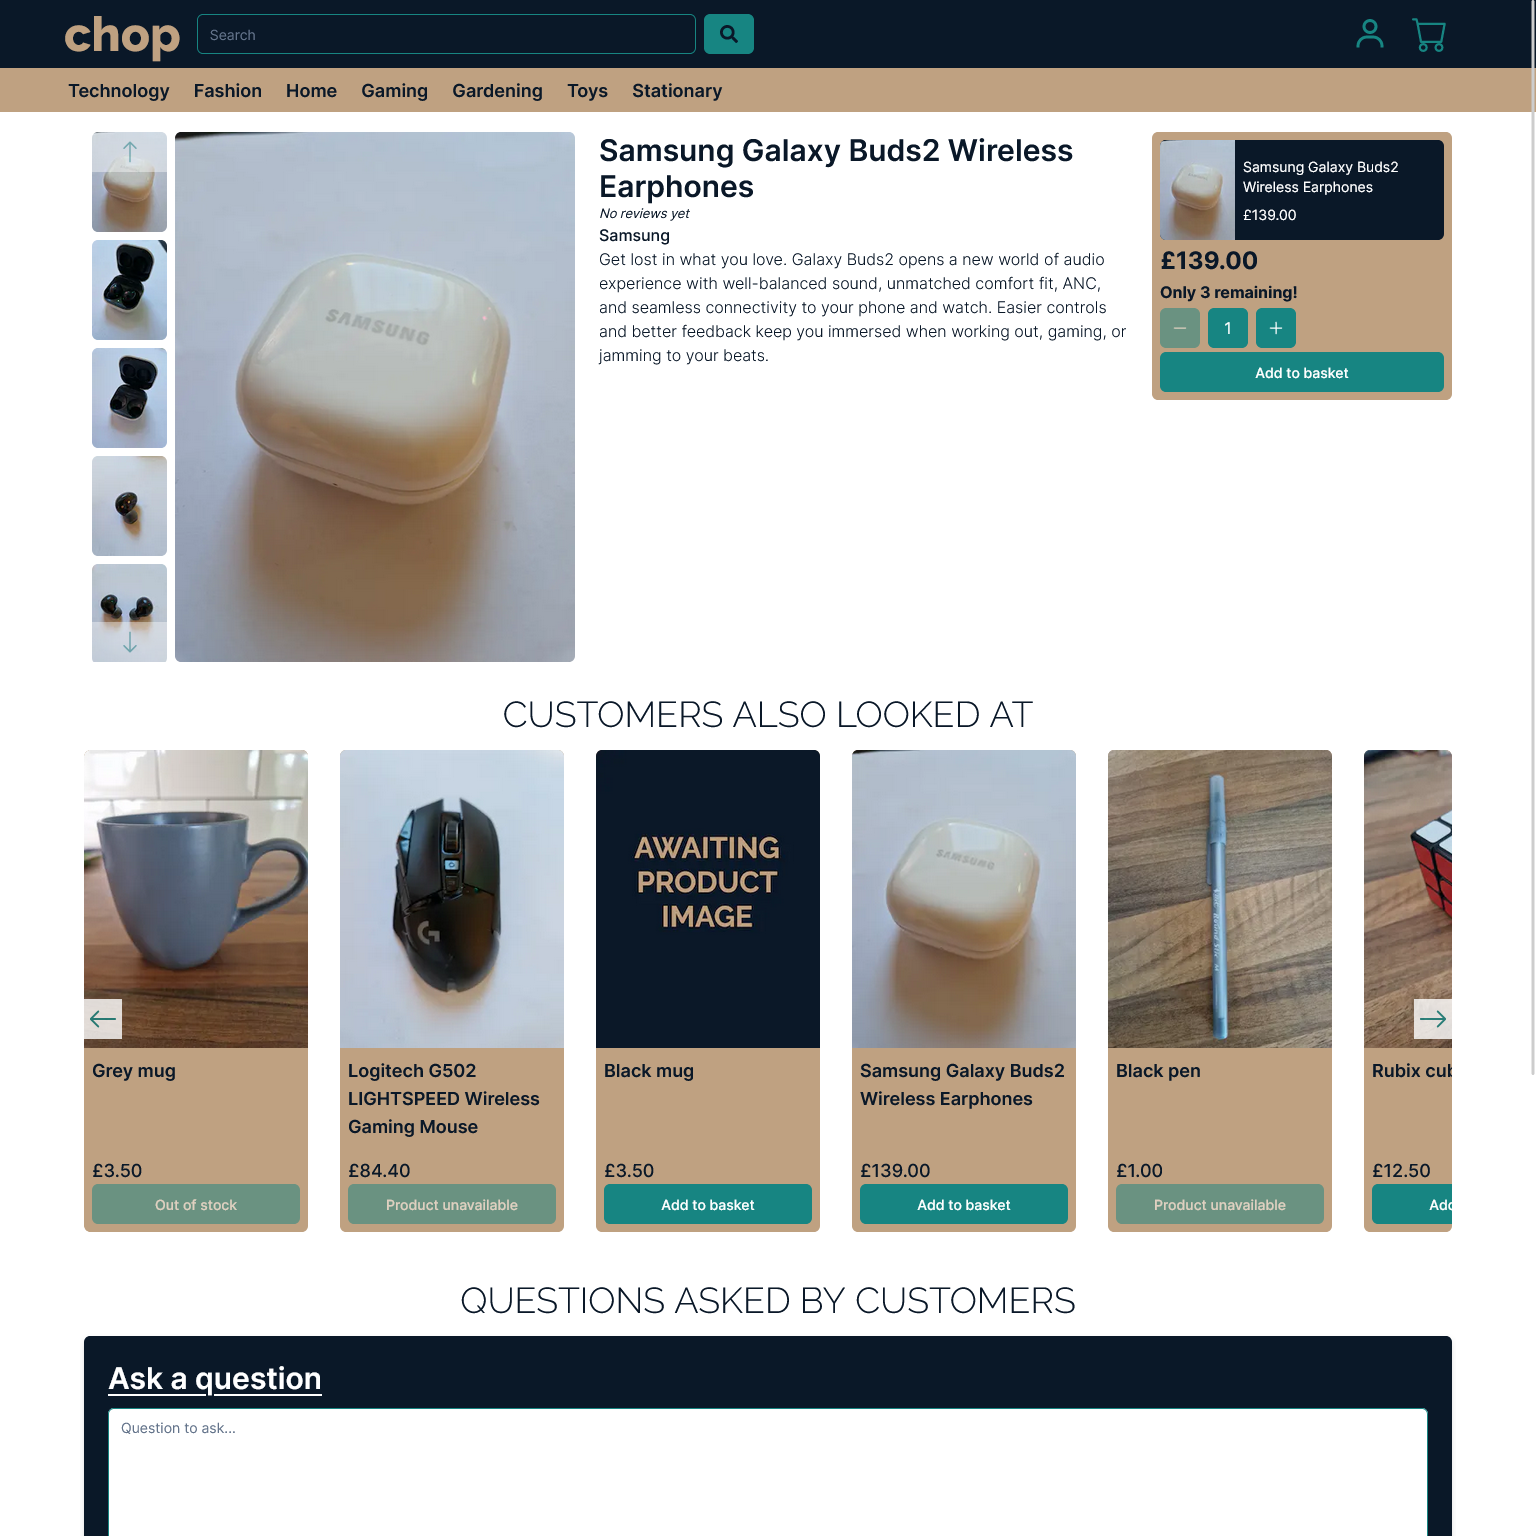 chop
Search
Technology Fashion Home Gaming Gardening Toys Stationary
SAMSUNG
Samsung Galaxy Buds2 Wireless
Earphones
No reviews yet
Samsung
Get lost in what you love. Galaxy Buds2 opens a new world of audio
experience with well-balanced sound, unmatched comfort fit, ANC,
and seamless connectivity to your phone and watch. Easier controls
and better feedback keep you immersed when working out, gaming, or
jamming to your beats.
Samsung Galaxy Buds2
Wireless Earphones
£139.00
£139.00
Only 3 remaining!
1
Add to basket
CUSTOMERS ALSO LOOKED AT
Grey mug
£3.50
Out of stock
G
Logitech G502
LIGHTSPEED Wireless
Gaming Mouse
£84.40
Product unavailable
AWAITING
PRODUCT
IMAGE
Black mug
£3.50
Add to basket
SAMSUNG
Samsung Galaxy Buds2
Wireless Earphones
£139.00
Add to basket
Black pen
£1.00
Product unavailable
Rubix cub
£12.50
Add
QUESTIONS ASKED BY CUSTOMERS
Ask a question
Question to ask...